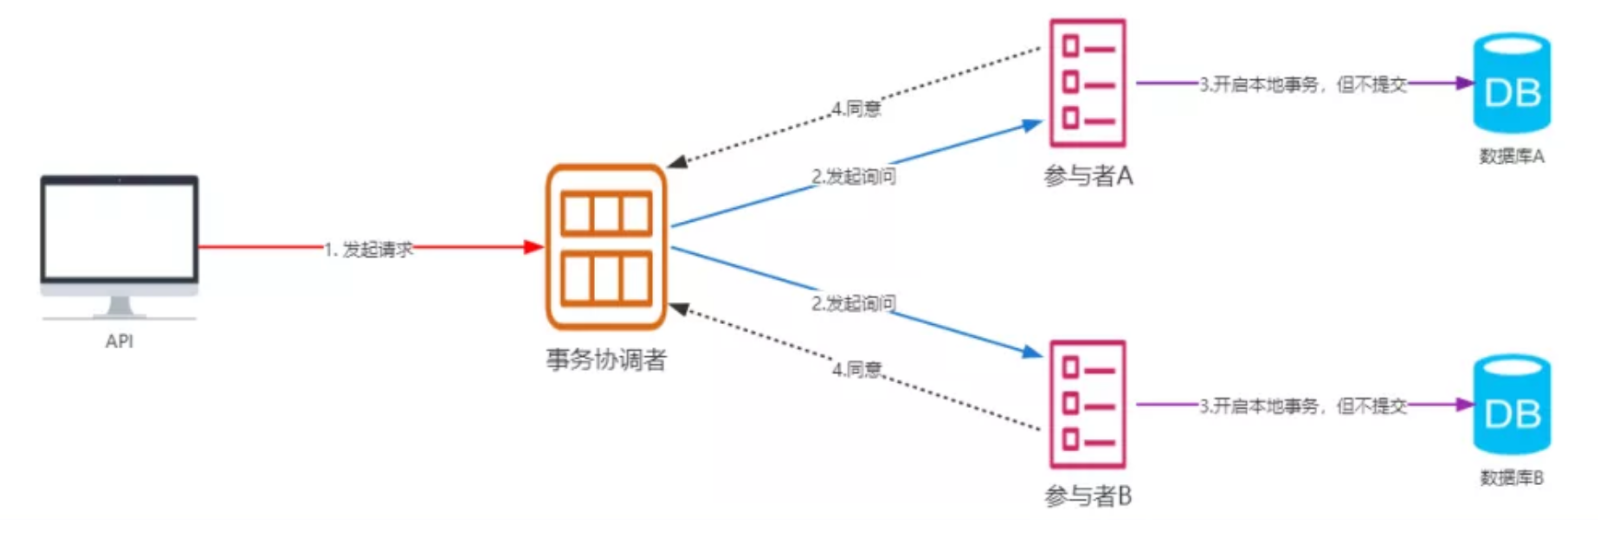 4.同意
3.开启本地事务，但不提交
DB
数据库A
2.发起询问
参与者A
1. 发起请求
API
事务协调者
2.发起询问
4.同意
3.开启本地事务，但不提交
DB
数据库B
参与者B